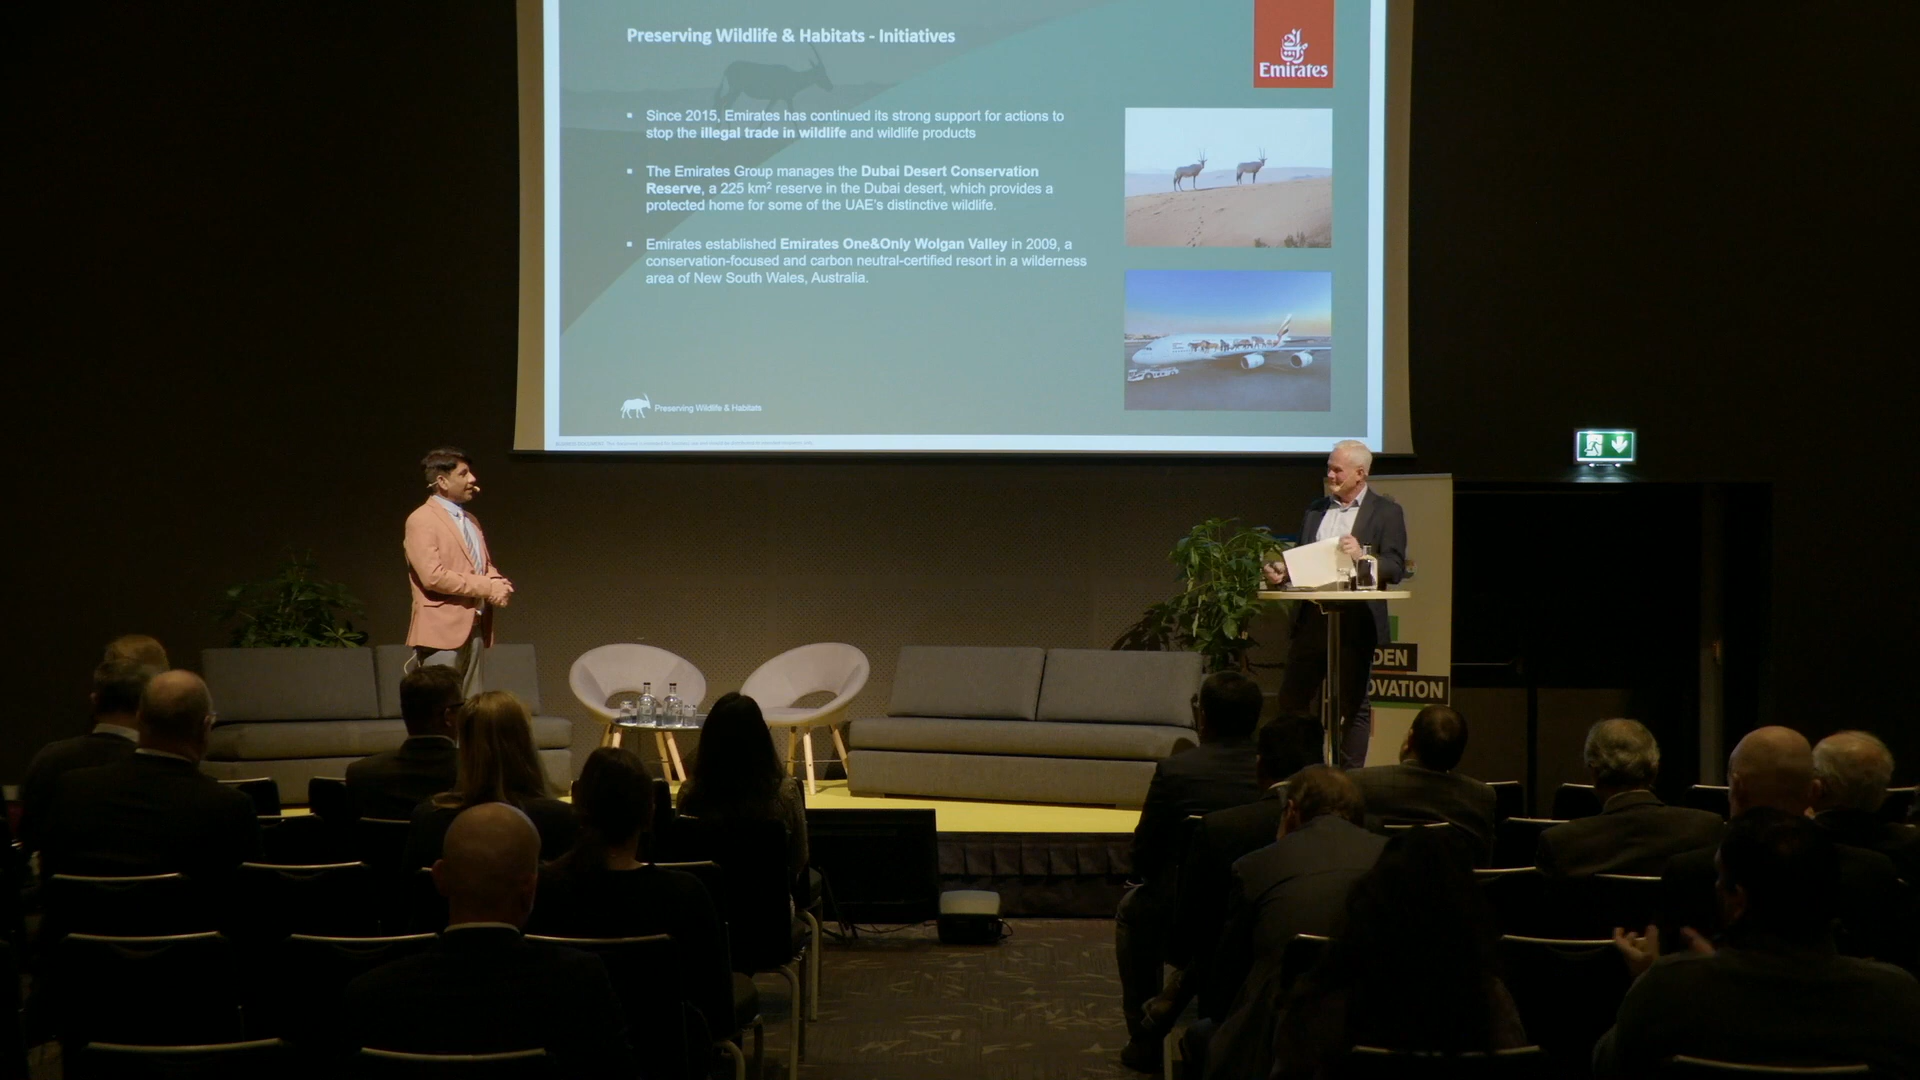 Preserving Wildlife & Habitats - Initiatives
Emirates
▪ Since 2015, Emirates has continued its strong support for actions to
stop the illegal trade in wildlife and wildlife products
▪ The Emirates Group manages the Dubai Desert Conservation
Reserve, a 225 km² reserve in the Dubai desert, which provides a
protected home for some of the UAE's distinctive wildlife.
▪ Emirates established Emirates One&Only Wolgan Valley in 2009, a
conservation-focused and carbon neutral-certified resort in a wilderness
area of New South Wales, Australia.
Preserving Wildlife & Habitats
DEN
OVATION